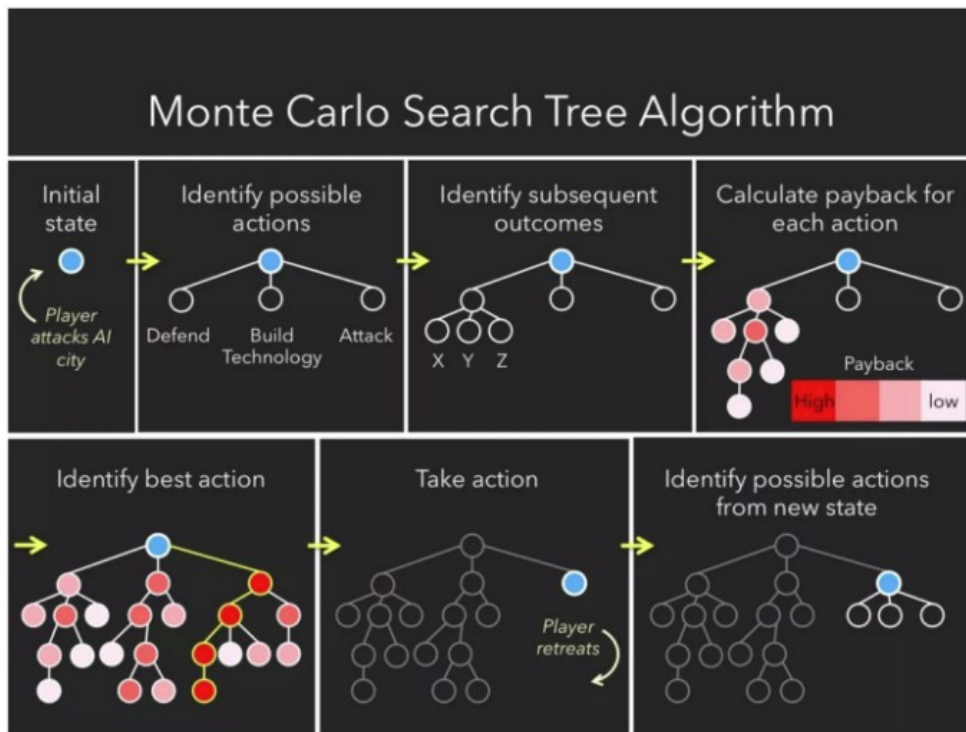 Monte Carlo Search Tree Algorithm
Initial
state
Player
attacks AI
city
Identify possible
actions
Defend
Build
Technology
Attack
Identify subsequent
outcomes
X Y Z
Calculate payback for
each action
Payback
High low
Identify best action
Take action
Player
retreats
Identify possible actions
from new state